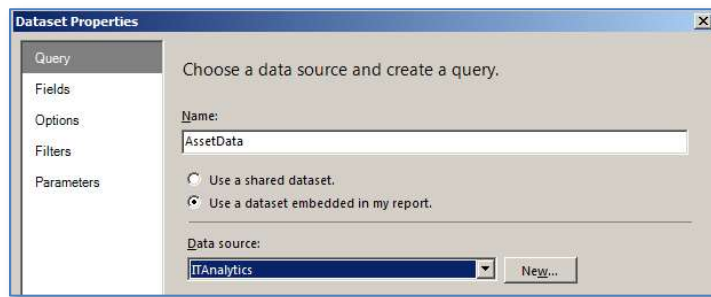 Dataset Properties
Query
Fields
Options
Filters
Parameters
Choose a data source and create a query.
Name:
AssetData
Use a shared dataset.
Use a dataset embedded in my report.
Data source:
ITAnalytics
New...